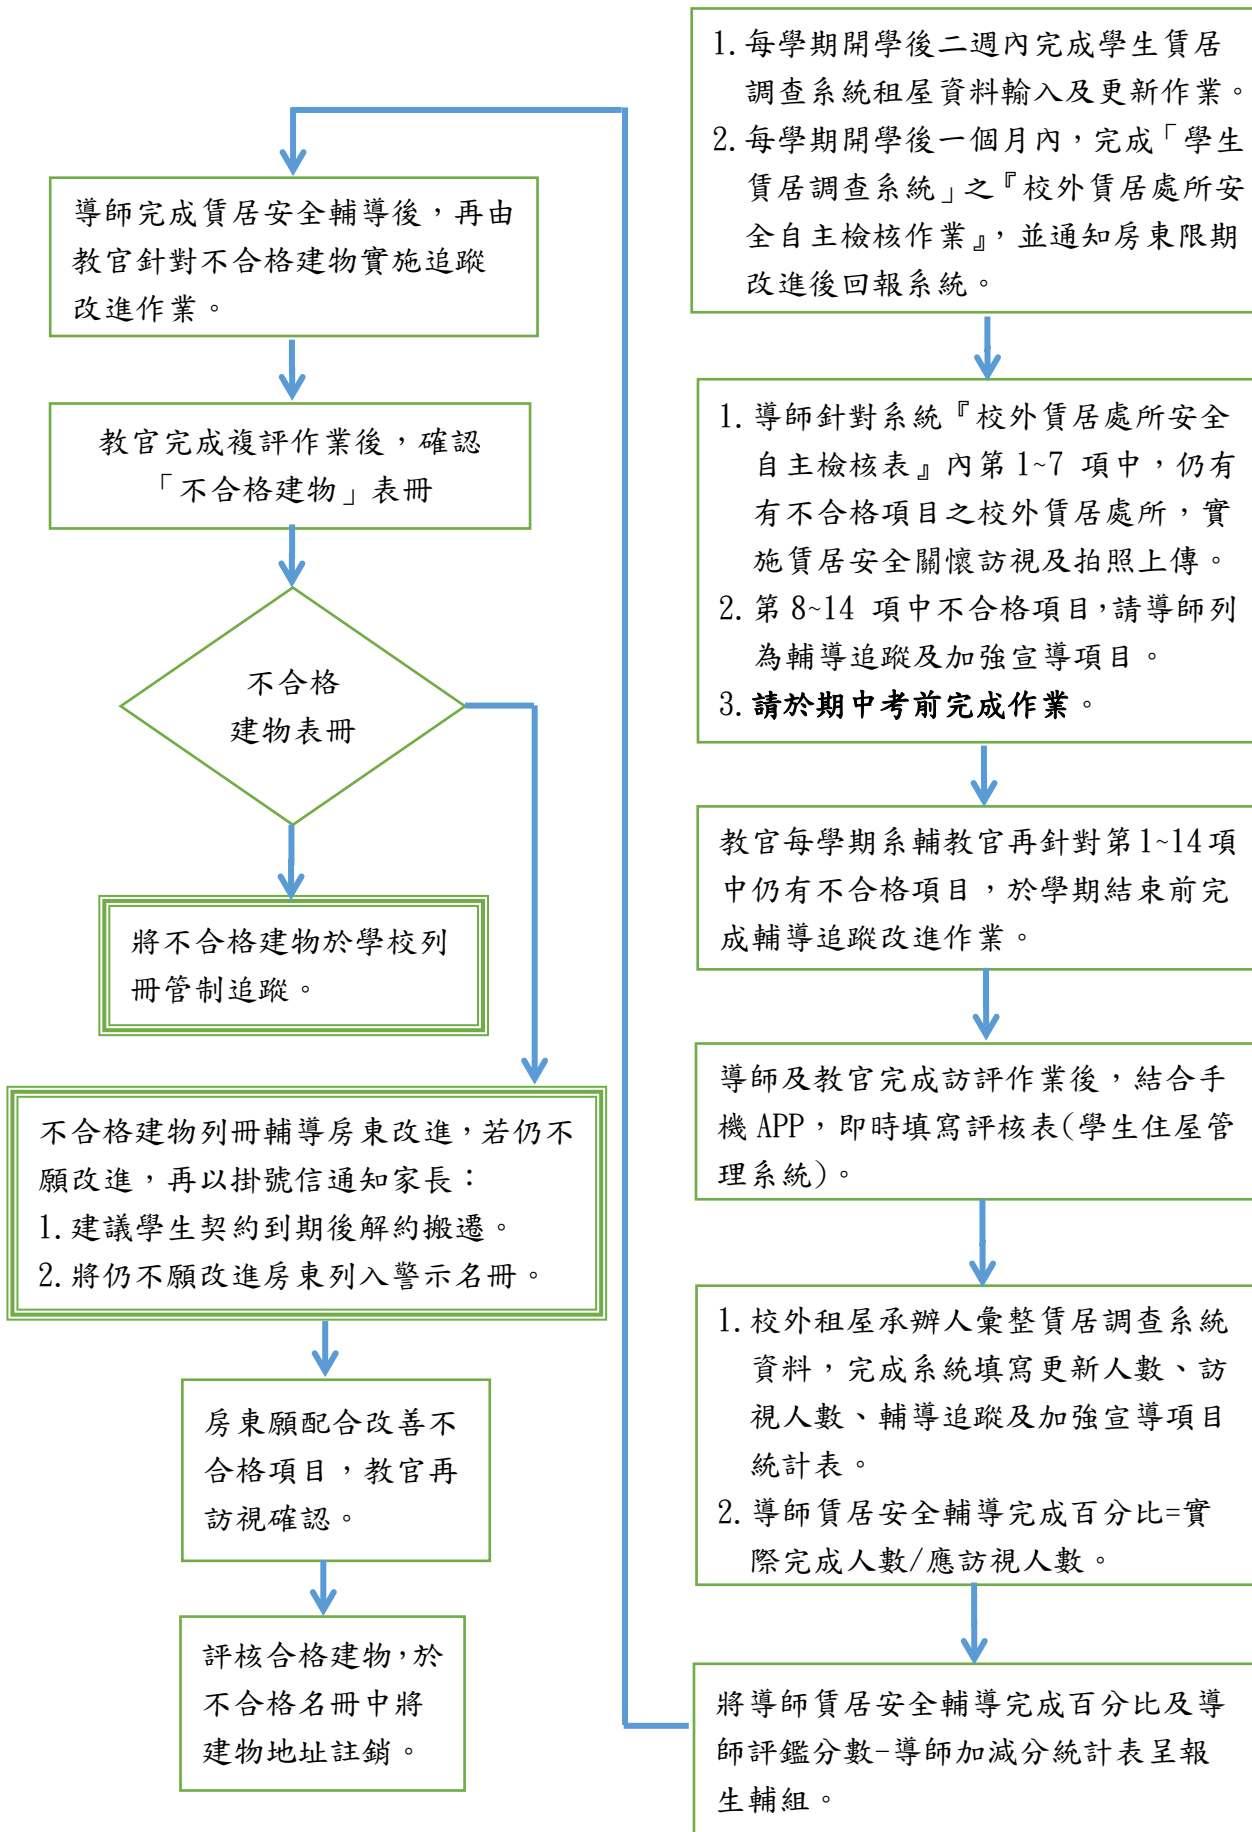 1.每學期開學後二週內完成學生賃居
調查系統租屋資料輸入及更新作業。
2.每學期開學後一個月內，完成「學生
賃居調查系統」之『校外賃居處所安
全自主檢核作業』，並通知房東限期
改進後回報系統。
1.導師針對系統『校外賃居處所安全
自主檢核表』內第1~7 項中，仍有
有不合格項目之校外賃居處所，實
施賃居安全關懷訪視及拍照上傳。
2.第8~14 項中不合格項目，請導師列
為輔導追蹤及加強宣導項目。
3.請於期中考前完成作業。
教官每學期系輔教官再針對第1~14項
中仍有不合格項目，於學期結束前完
成輔導追蹤改進作業。
導師及教官完成訪評作業後，結合手
機APP，即時填寫評核表(學生住屋管
理系統)。
1.校外租屋承辦人彙整賃居調查系統
資料，完成系統填寫更新人數、訪
視人數、輔導追蹤及加強宣導項目
統計表。
2.導師賃居安全輔導完成百分比=實
際完成人數/應訪視人數。
將導師賃居安全輔導完成百分比及導
師評鑑分數-導師加減分統計表呈報
生輔組。
導師完成賃居安全輔導後，再由
教官針對不合格建物實施追蹤
改進作業。
教官完成複評作業後，確認
「不合格建物」表冊
不合格
建物表冊
將不合格建物於學校列
冊管制追蹤。
不合格建物列冊輔導房東改進，若仍不
願改進，再以掛號信通知家長：
1.建議學生契約到期後解約搬遷。
2.將仍不願改進房東列入警示名冊。
房東願配合改善不
合格項目，教官再
訪視確認。
評核合格建物，於
不合格名冊中將
建物地址註銷。